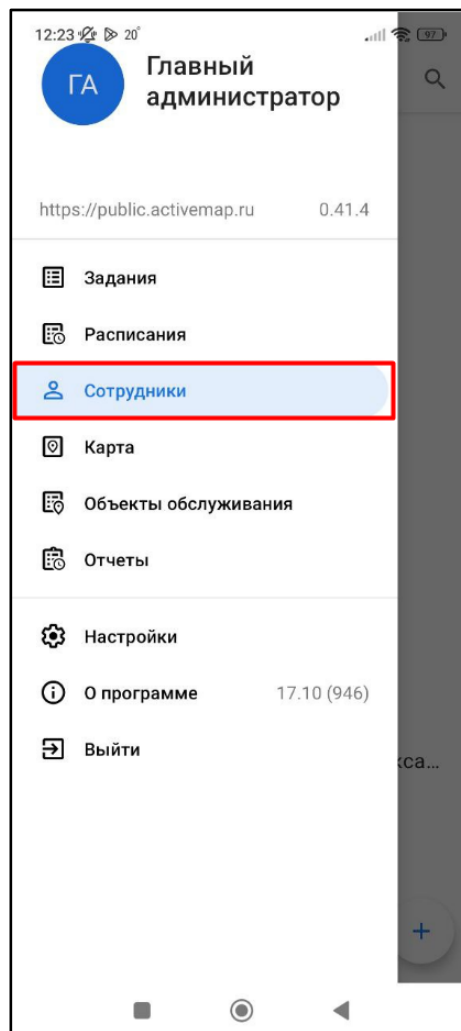 12:23 20°
97
ГА
Главный
администратор
https://public.activemap.ru 0.41.4
Задания
Расписания
Сотрудники
Карта
Объекты обслуживания
Отчеты
Настройки
О программе 17.10 (946)
Выйти
кса...